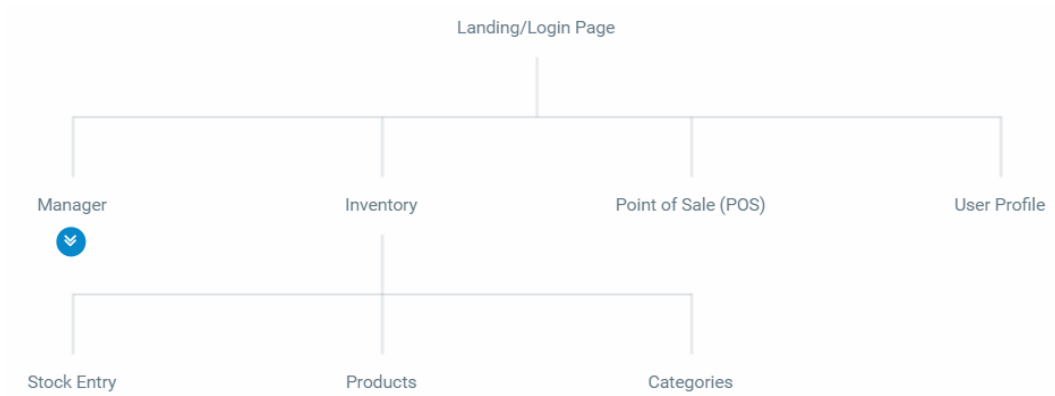 Landing/Login Page
Manager
Inventory
Point of Sale (POS)
User Profile
Stock Entry
Products
Categories